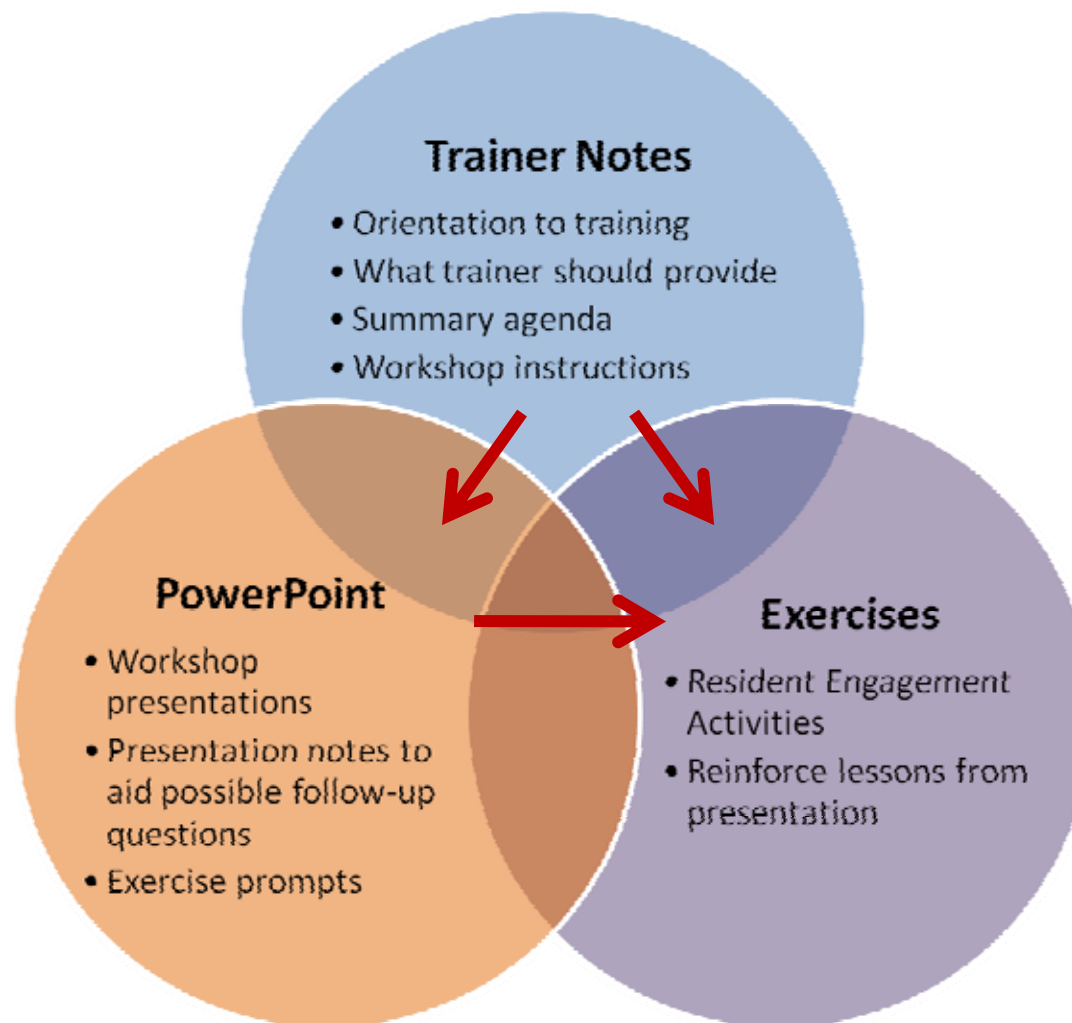 Trainer Notes
• Orientation to training
• What trainer should provide
• Summary agenda
• Workshop instructions
PowerPoint
• Workshop
presentations
• Presentation notes to
aid possible follow-up
questions
• Exercise prompts
Exercises
• Resident Engagement
Activities
• Reinforce lessons from
presentation